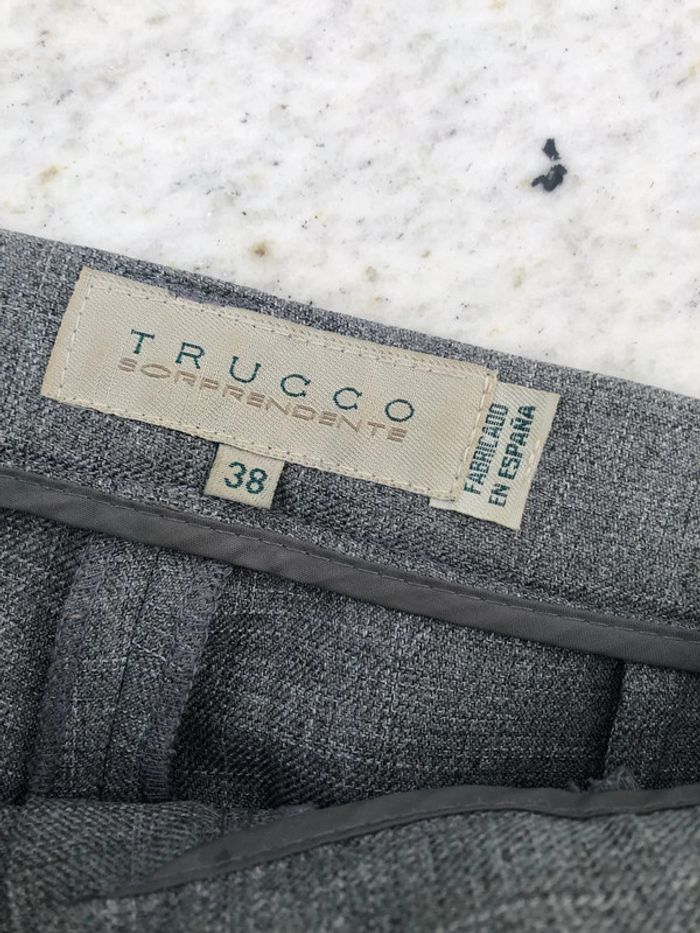 TRUCCO
SORPRENDENTE
38
FABRICADO
EN ESPAÑA